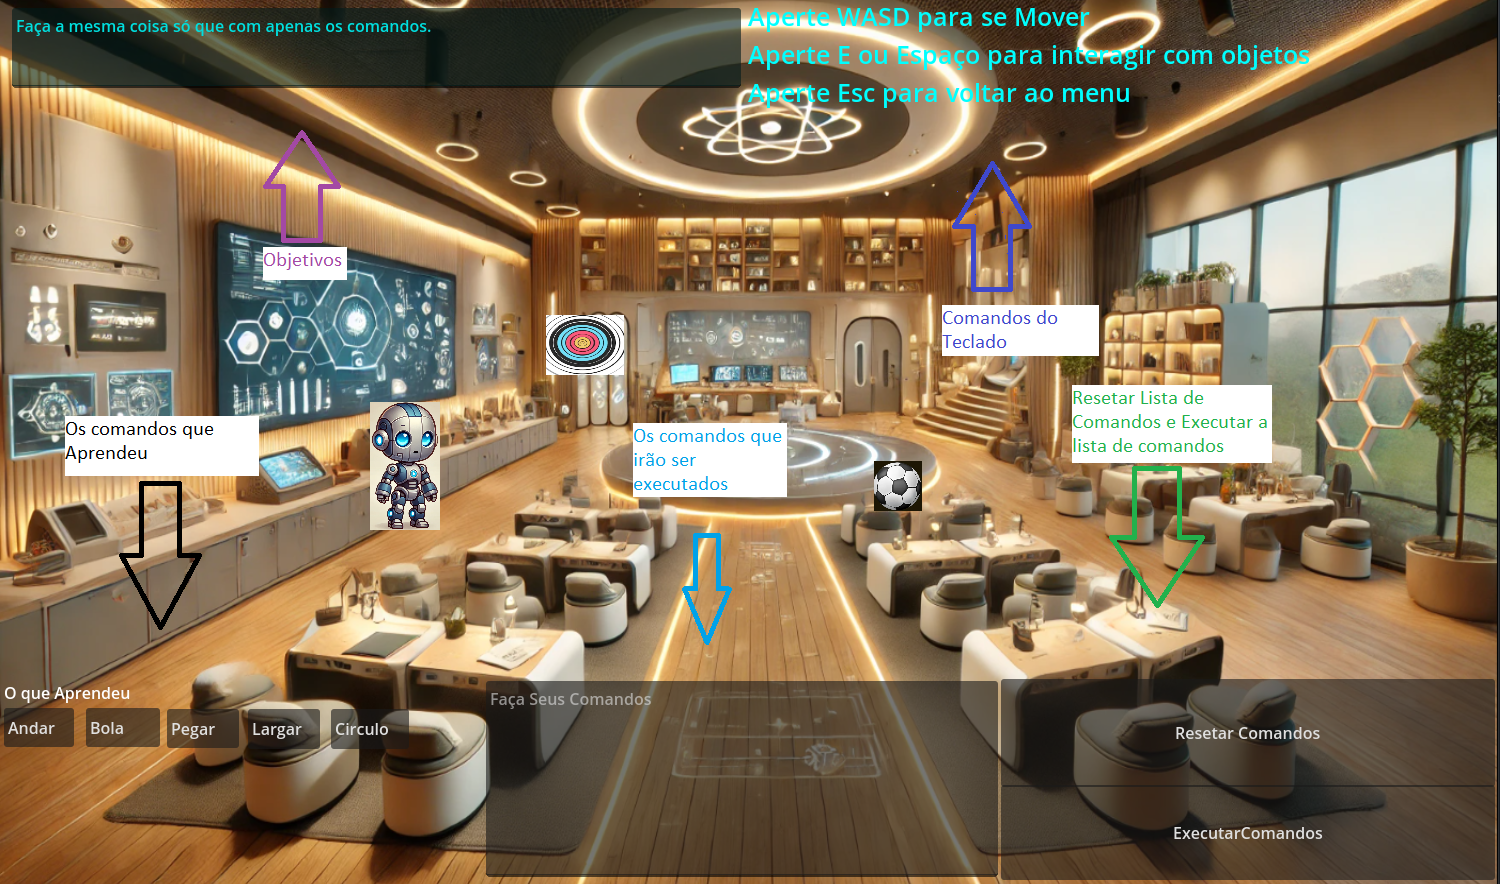 Faça a mesma coisa só que com apenas os comandos.
Aperte WASD para se Mover
Aperte E ou Espaço para interagir com objetos
Aperte Esc para voltar ao menu
Objetivos
Comandos do
Teclado
Os comandos que
Aprendeu
Os comandos que
irão ser
executados
Resetar Lista de
Comandos e Executar a
lista de comandos
O que Aprendeu
Andar
Bola
Pegar
Largar
Circulo
Faça Seus Comandos
Resetar Comandos
ExecutarComandos